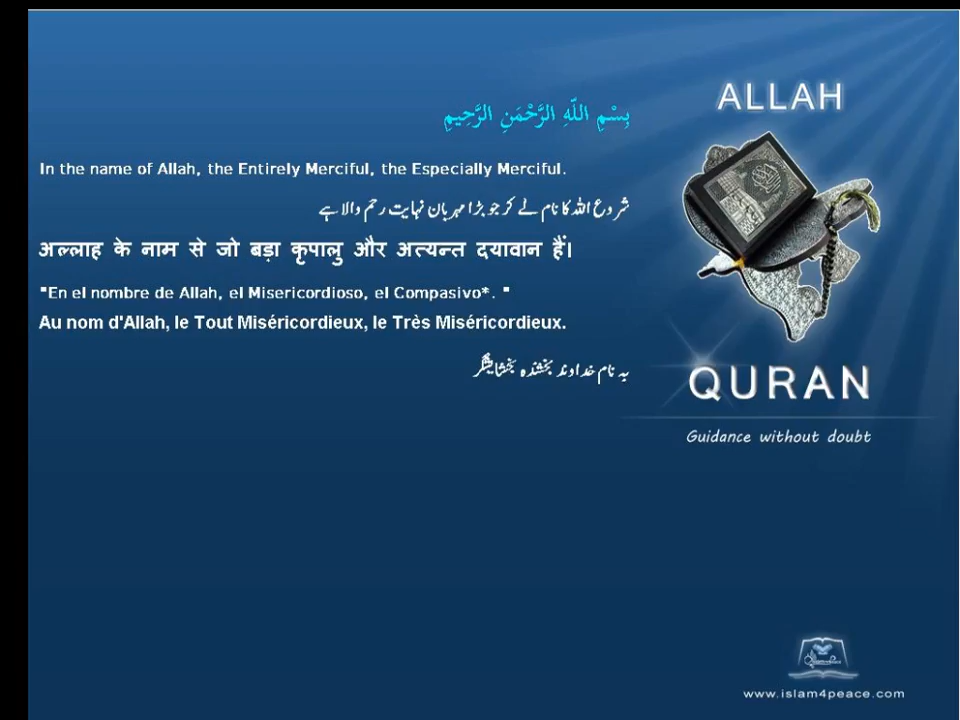 بِسْمِ اللَّهِ الرَّحْمَنِ الرَّحِيمِ
In the name of Allah, the Entirely Merciful, the Especially Merciful.
شروع اللہ کا نام لے کر جو بڑا مہربان نہایت رحم والا ہے
अल्लाह के नाम से जो बड़ा कृपालु और अत्यन्त दयावान हैं।
"En el nombre de Allah, el Misericordioso, el Compasivo*. "
Au nom d'Allah, le Tout Miséricordieux, le Très Miséricordieux.
به نام خداوند بخشنده بخشایشگر
ALLAH
QURAN
Guidance without doubt
www.islam4peace.com